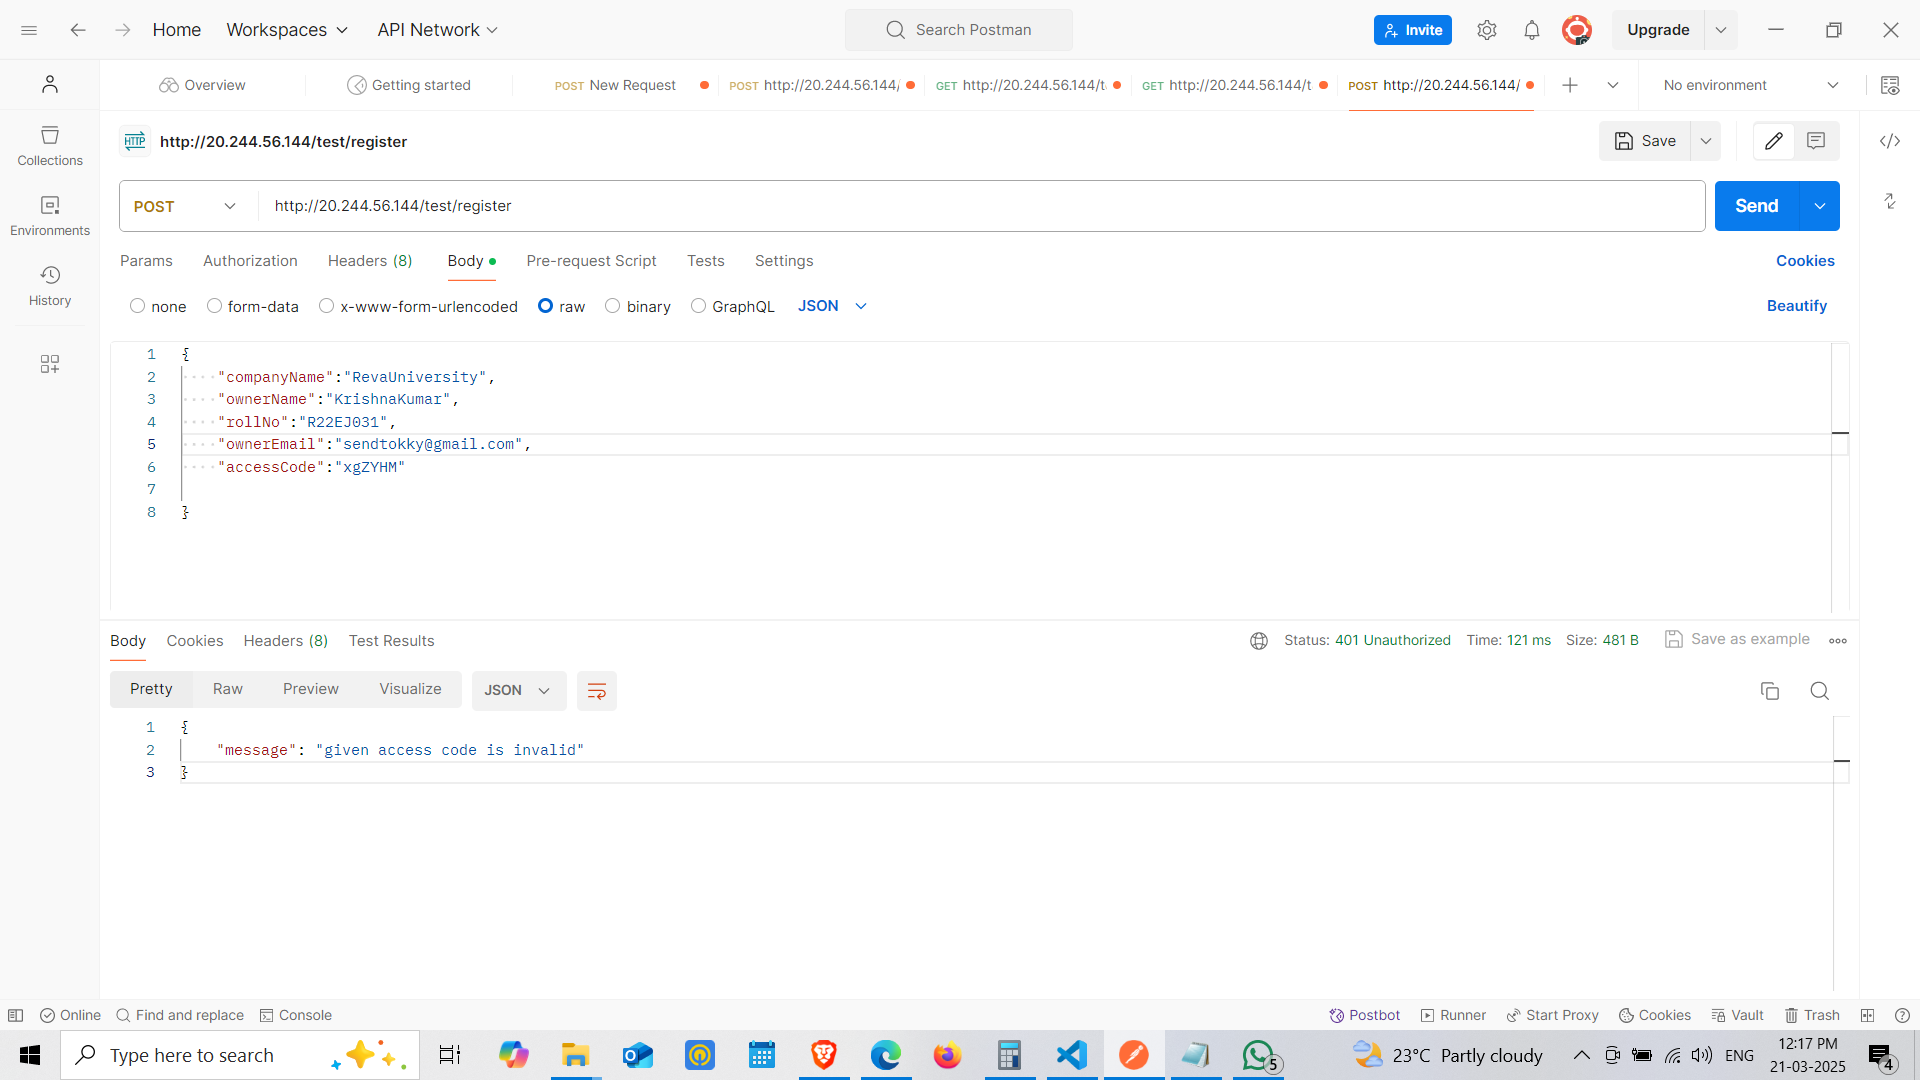 Home Workspaces API Network Search Postman Invite Upgrade
Overview Getting started POST New Request POST http://20.244.56.144/ GET http://20.244.56.144/t GET http://20.244.56.144/t POST http://20.244.56.144/ No environment
HTTP http://20.244.56.144/test/register Save
Collections
POST http://20.244.56.144/test/register Send
Environments
Params Authorization Headers (8) Body Pre-request Script Tests Settings Cookies
History
none form-data x-www-form-urlencoded raw binary GraphQL JSON Beautify
1 {
2 "companyName":"RevaUniversity",
3 "ownerName":"KrishnaKumar",
4 "rollNo":"R22EJ031",
5 "ownerEmail":"sendtokky@gmail.com",
6 "accessCode":"xgZYHM"
7
8 }
Body Cookies Headers (8) Test Results Status: 401 Unauthorized Time: 121 ms Size: 481 B Save as example
Pretty Raw Preview Visualize JSON
1 {
2 "message": "given access code is invalid"
3 }
Online Find and replace Console Postbot Runner Start Proxy Cookies Vault Trash
Type here to search 5 23°C Partly cloudy ENG 12:17 PM 4
21-03-2025